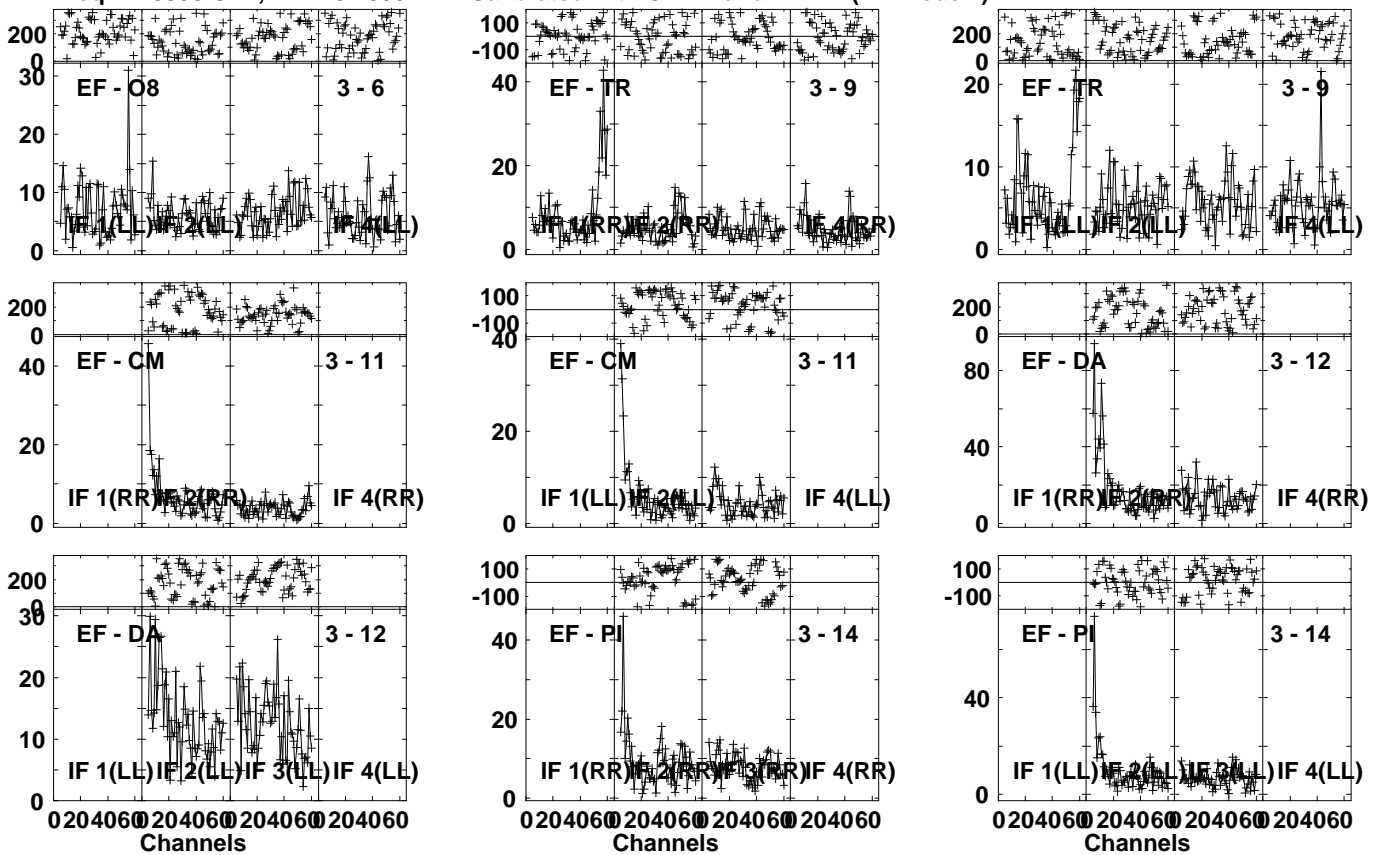 200
0
30
20
10
0
EF - O8
3 - 6
IF 1(LL)
IF 2(LL)
IF 4(LL)
100
-100
40
20
0
EF - TR
3 - 9
IF 1(RR)
IF 2(RR)
IF 4(RR)
200
0
20
10
0
EF - TR
3 - 9
IF 1(LL)
IF 2(LL)
IF 4(LL)
200
0
40
20
0
EF - CM
3 - 11
IF 1(RR)
IF 2(RR)
IF 4(RR)
100
-100
40
20
0
EF - CM
3 - 11
IF 1(LL)
IF 2(LL)
IF 4(LL)
200
0
80
40
0
EF - DA
3 - 12
IF 1(RR)
IF 2(RR)
IF 4(RR)
200
0
30
20
10
0
EF - DA
3 - 12
IF 1(LL)
IF 2(LL)
IF 3(LL)
IF 4(LL)
0 20 40 60 0 20 40 60 0 20 40 60 0 20 40 60
Channels
100
-100
40
20
0
EF - PI
3 - 14
IF 1(RR)
IF 2(RR)
IF 3(RR)
IF 4(RR)
0 20 40 60 0 20 40 60 0 20 40 60 0 20 40 60
Channels
100
-100
40
0
EF - PI
3 - 14
IF 1(LL)
IF 2(LL)
IF 3(LL)
IF 4(LL)
0 20 40 60 0 20 40 60 0 20 40 60 0 20 40 60
Channels